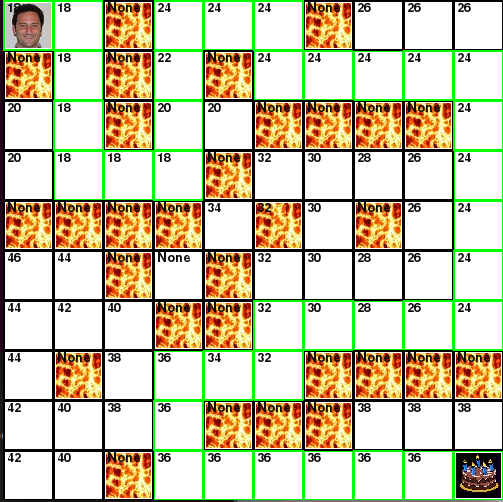 18 18 None 24 24 24 None 26 26 26
None 18 None 22 None 24 24 24 24 24
20 18 None 20 20 None None None None 24
20 18 18 18 None 32 30 28 26 24
None None None None 34 32 30 None 26 24
46 44 None None None 32 30 28 26 24
44 42 40 None None 32 30 28 26 24
44 None 38 36 34 32 None None None None
42 40 38 36 None None None 38 38 38
42 40 None 36 36 36 36 36 36